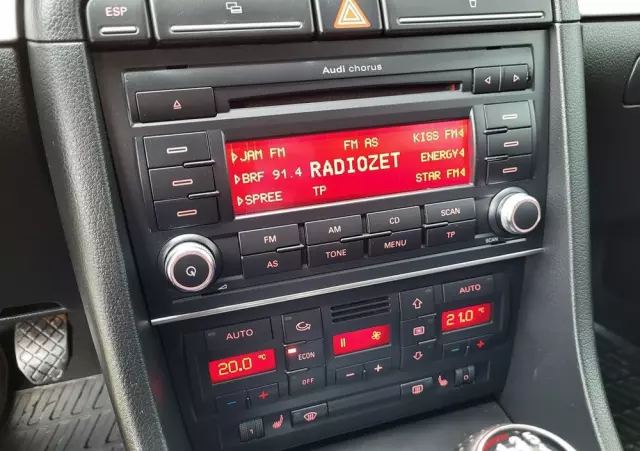 ESP
Audi chorus
FM AS
JAM FM
KISS FM
BRF 91.4
RADIOZET
ENERGY
SPREE
TP
STAR FM
FM
AM
CD
SCAN
AS
TONE
MENU
TP
SCAN
AUTO
AUTO
20.0 °C
ECON
21.0 °C
OFF
- +
- +
- +